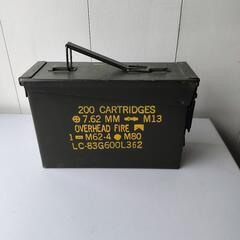 200 CARTRIDGES
7.62 MM M13
OVERHEAD FIRE
1-M62-4 M80
LC-83G600L362